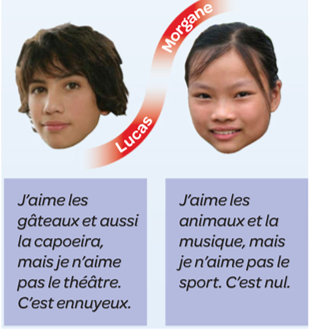 Lucas
Morgane
J'aime les
gâteaux et aussi
la capoeira,
mais je n'aime
pas le théâtre.
C'est ennuyeux.
J'aime les
animaux et la
musique, mais
je n'aime pas le
sport. C'est nul.